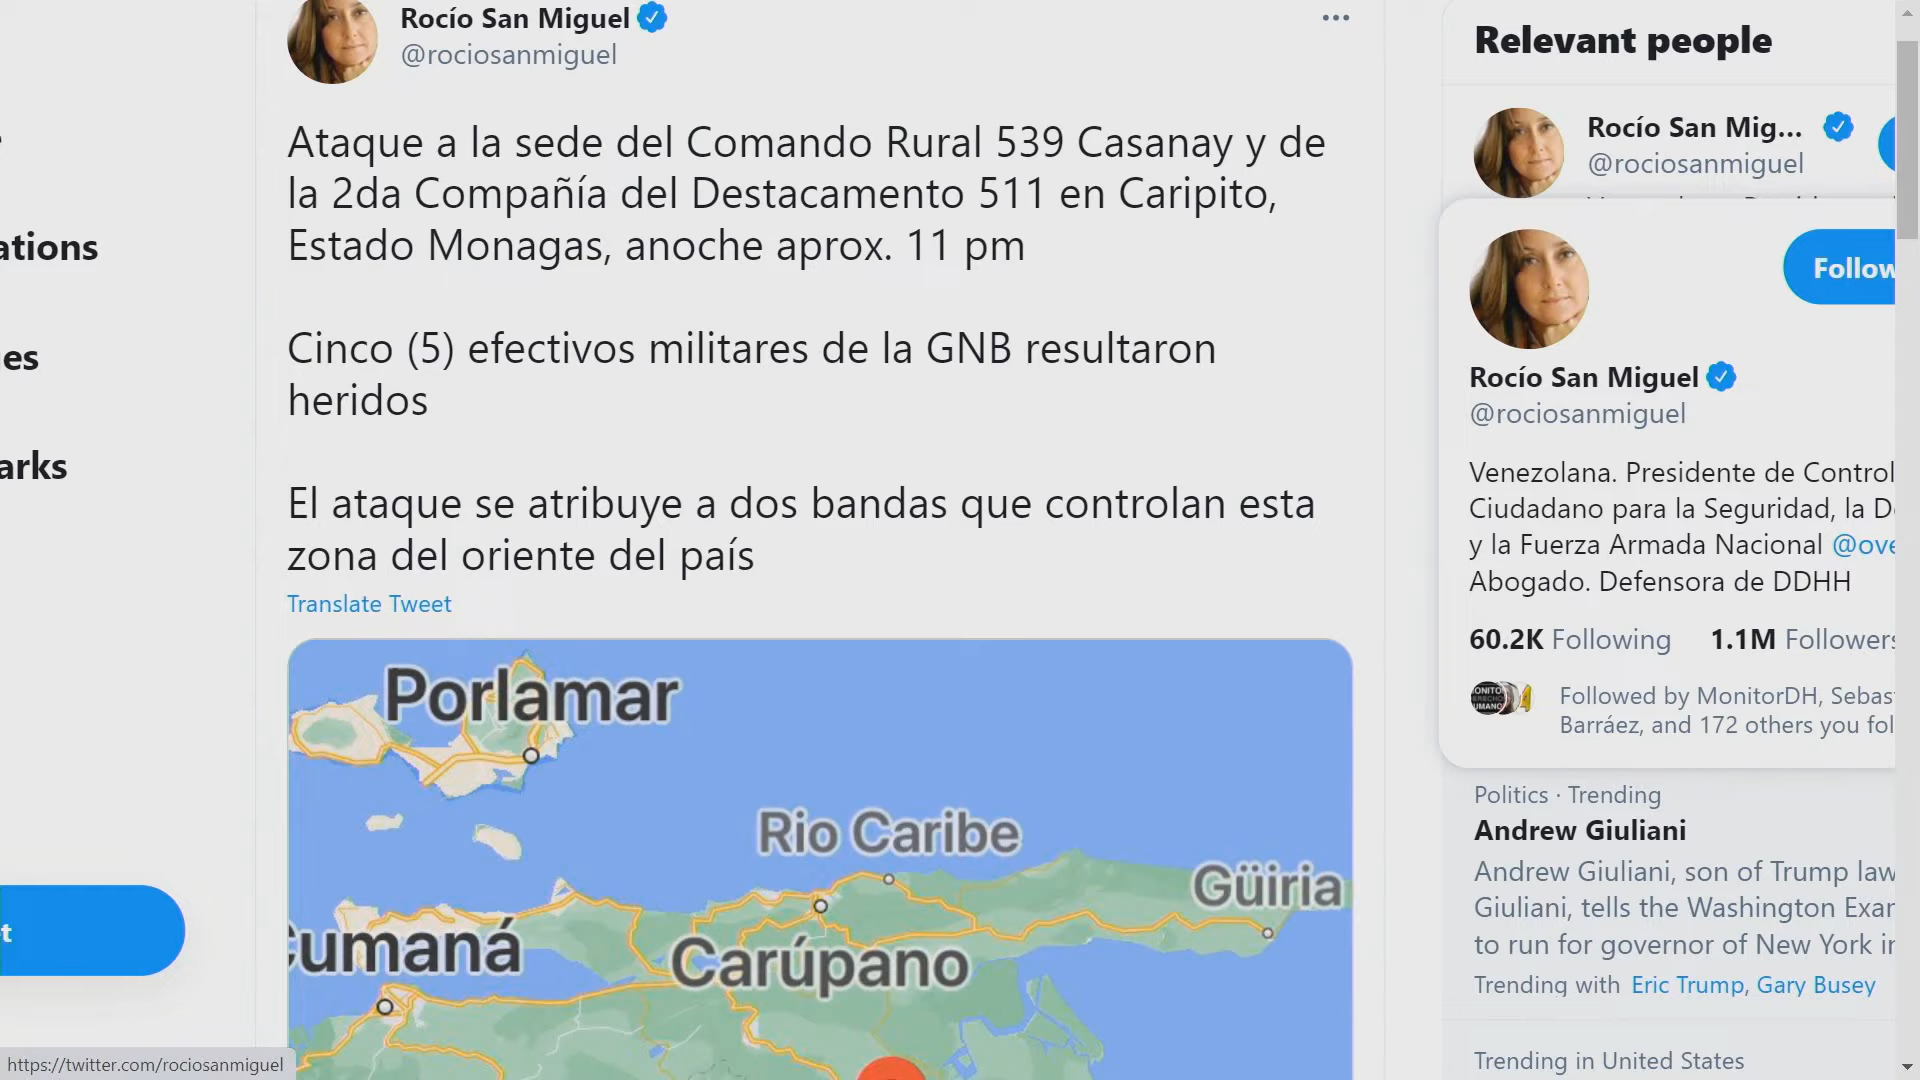 Rocío San Miguel
@rociosanmiguel
Ataque a la sede del Comando Rural 539 Casanay y de
la 2da Compañía del Destacamento 511 en Caripito,
Estado Monagas, anoche aprox. 11 pm
Cinco (5) efectivos militares de la GNB resultaron
heridos
El ataque se atribuye a dos bandas que controlan esta
zona del oriente del país
Translate Tweet
Porlamar
Rio Caribe
Güiria
Cumaná
Carúpano
ations
es
arks
t
https://twitter.com/rociosanmiguel
Relevant people
Rocío San Mig...
@rociosanmiguel
Follow
Rocío San Miguel
@rociosanmiguel
Venezolana. Presidente de Control
Ciudadano para la Seguridad, la De
y la Fuerza Armada Nacional @ove
Abogado. Defensora de DDHH
60.2K Following 1.1M Followers
Followed by MonitorDH, Sebast
Barráez, and 172 others you fol
Politics · Trending
Andrew Giuliani
Andrew Giuliani, son of Trump law
Giuliani, tells the Washington Exar
to run for governor of New York in
Trending with Eric Trump, Gary Busey
Trending in United States